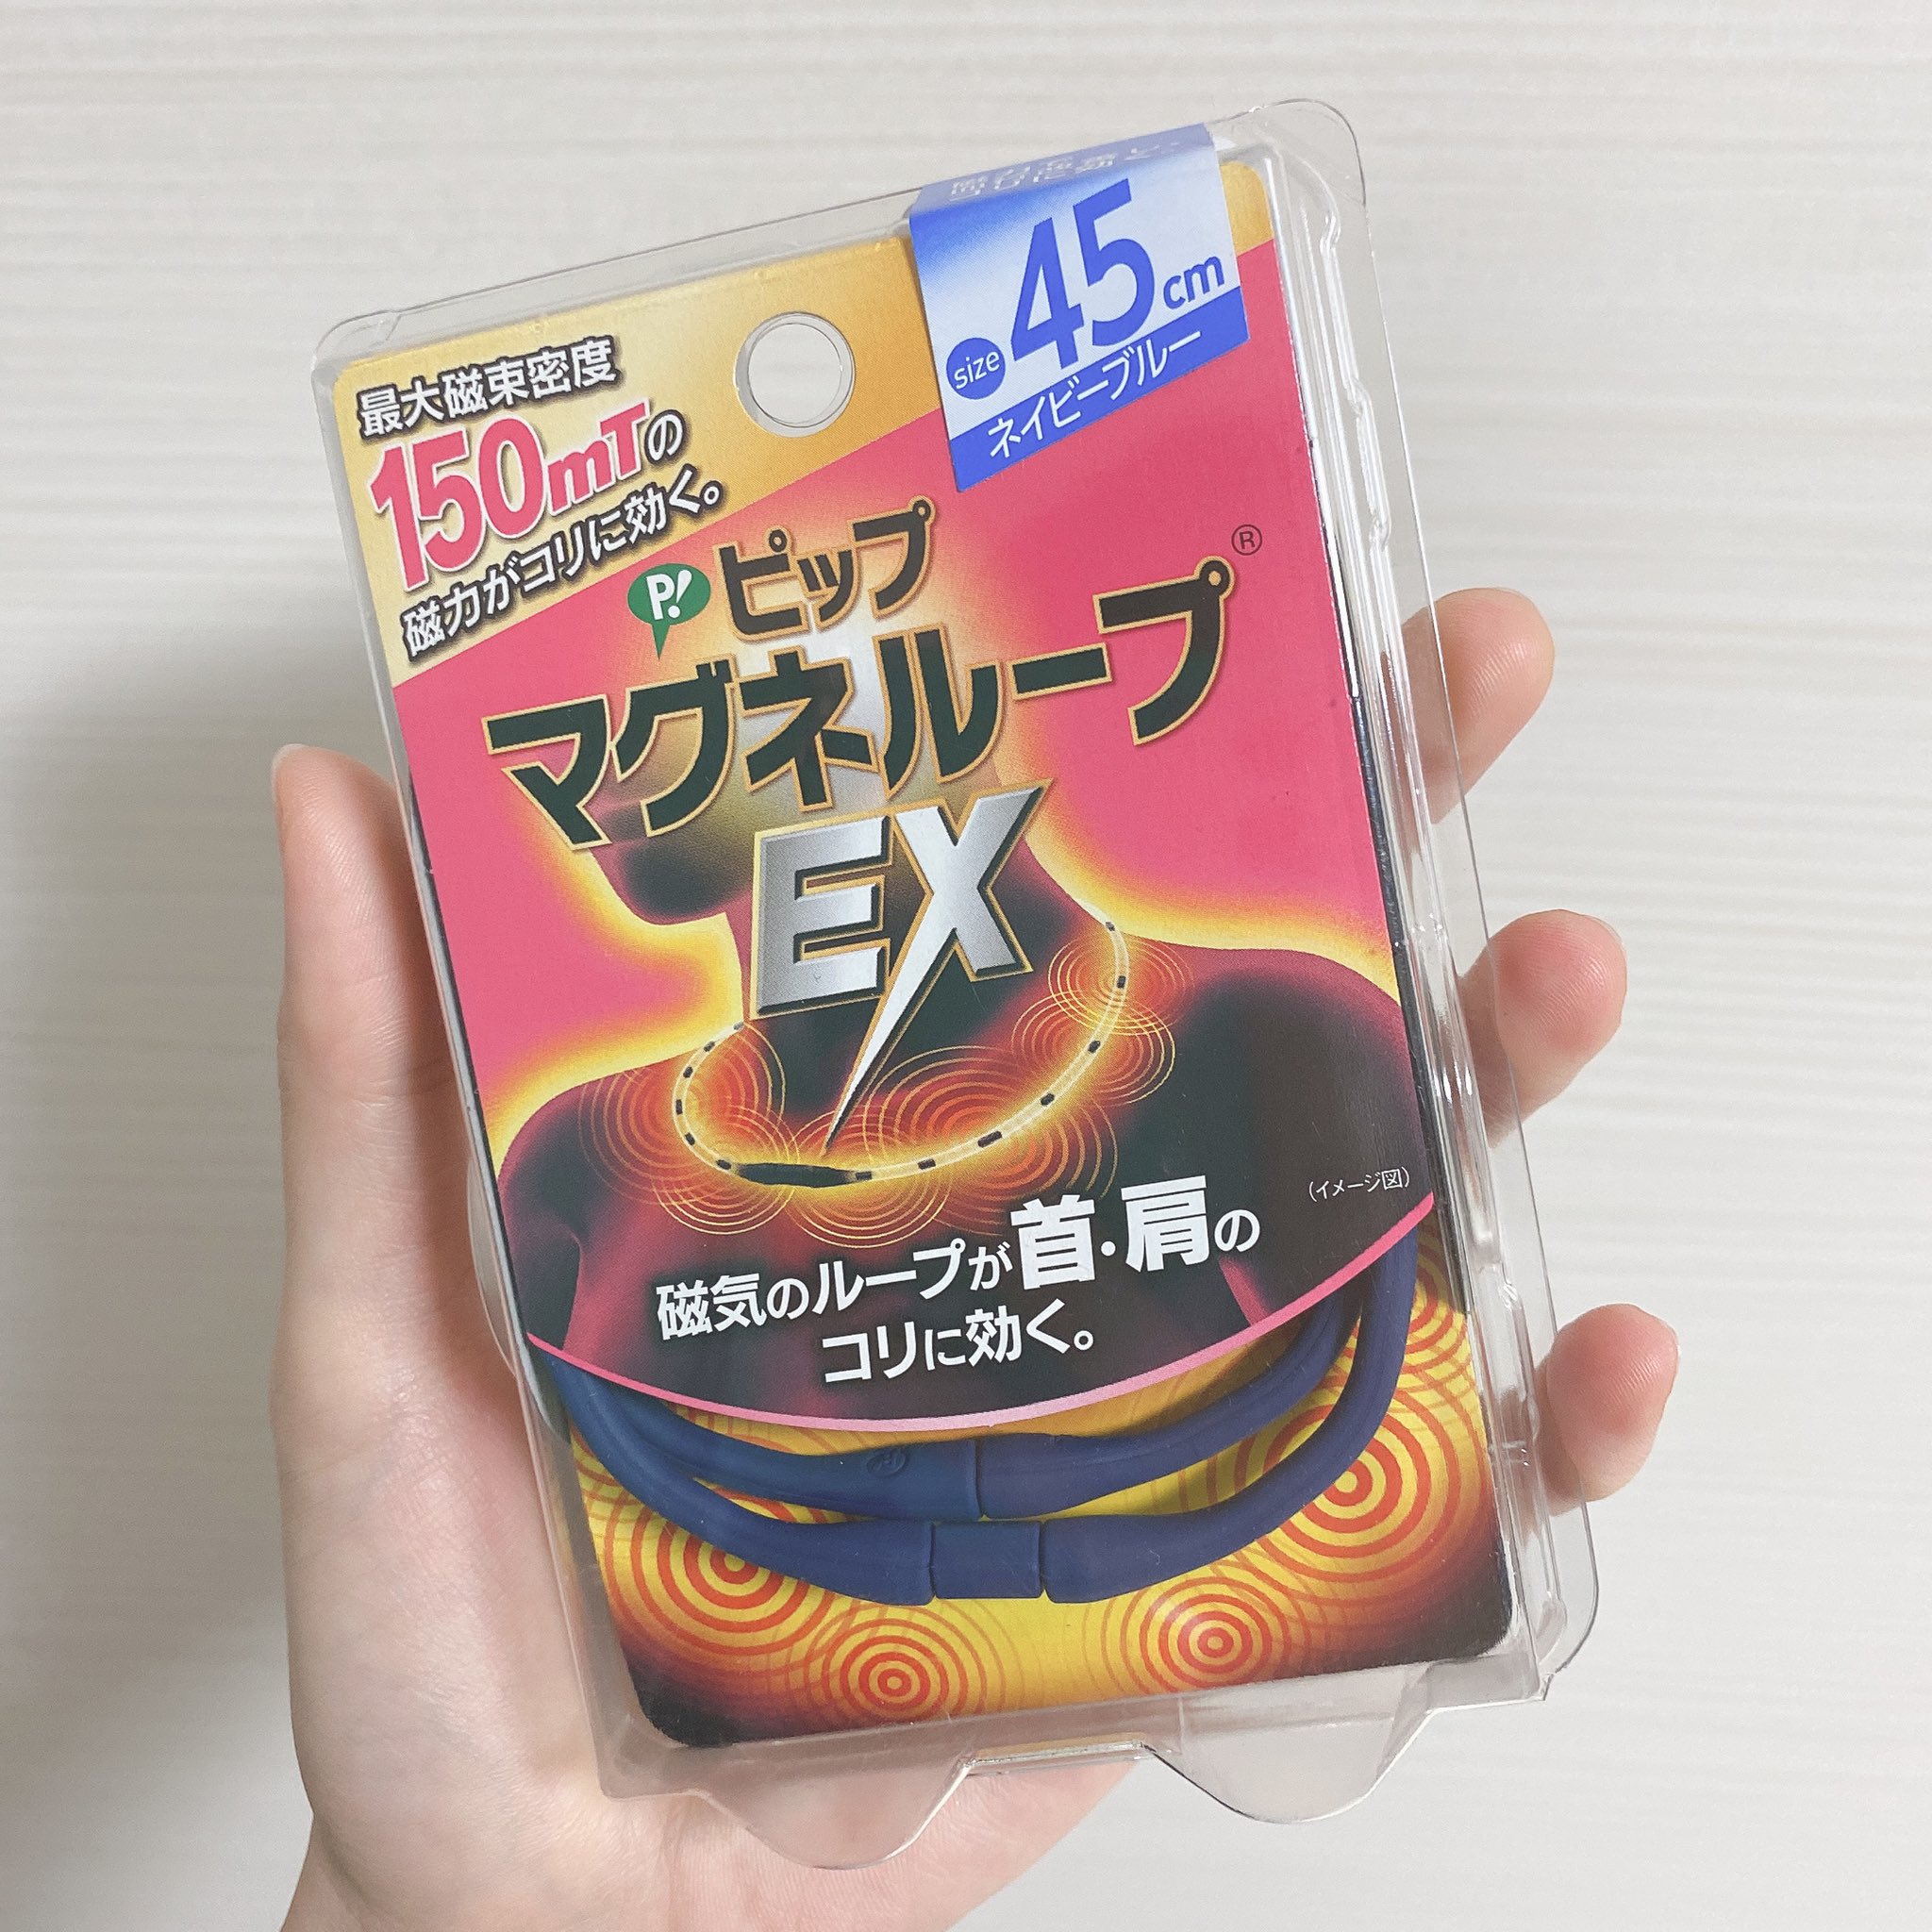 size 45cm
ネイビーブルー
最大磁束密度
150mTの
磁力がコリに効く。
P! ピップ
マグネループ®
EX
(イメージ図)
磁気のループが首・肩の
コリに効く。